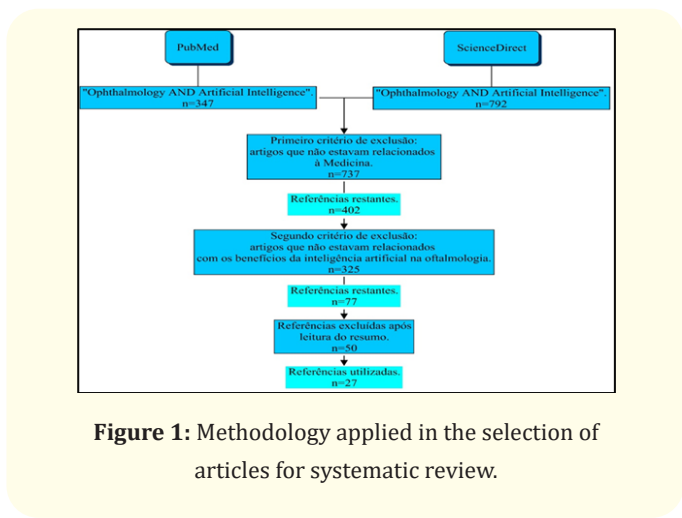 PubMed
ScienceDirect
"Ophthalmology AND Artificial Intelligence".
n=347
"Ophthalmology AND Artificial Intelligence".
n=792
Primeiro critério de exclusão:
artigos que não estavam relacionados
à Medicina.
n=737
Referências restantes.
n=402
Segundo critério de exclusão:
artigos que não estavam relacionados
com os benefícios da inteligência artificial na oftalmologia.
n=325
Referências restantes.
n=77
Referências excluídas após
leitura do resumo.
n=50
Referências utilizadas.
n=27
Figure 1: Methodology applied in the selection of
articles for systematic review.